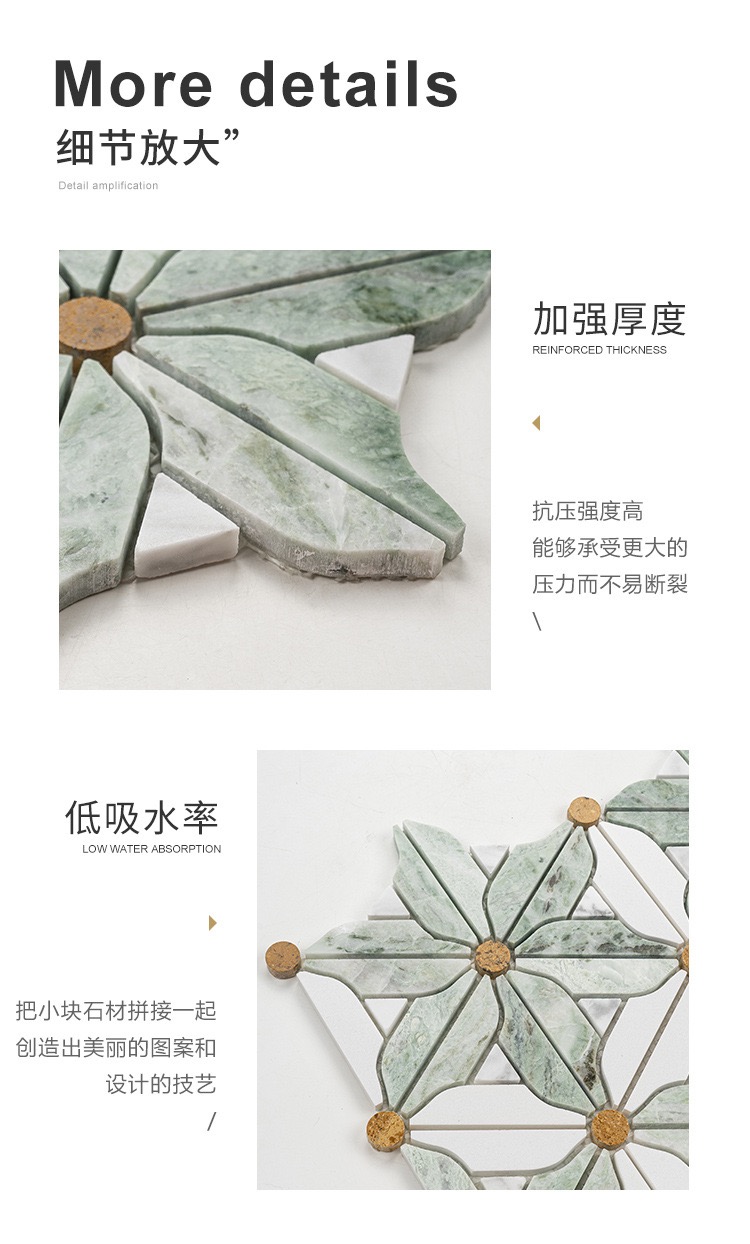 More details
细节放大”
Detail amplification
加强厚度
REINFORCED THICKNESS
抗压强度高
能够承受更大的
压力而不易断裂
\
低吸水率
LOW WATER ABSORPTION
把小块石材拼接一起
创造出美丽的图案和
设计的技艺
/